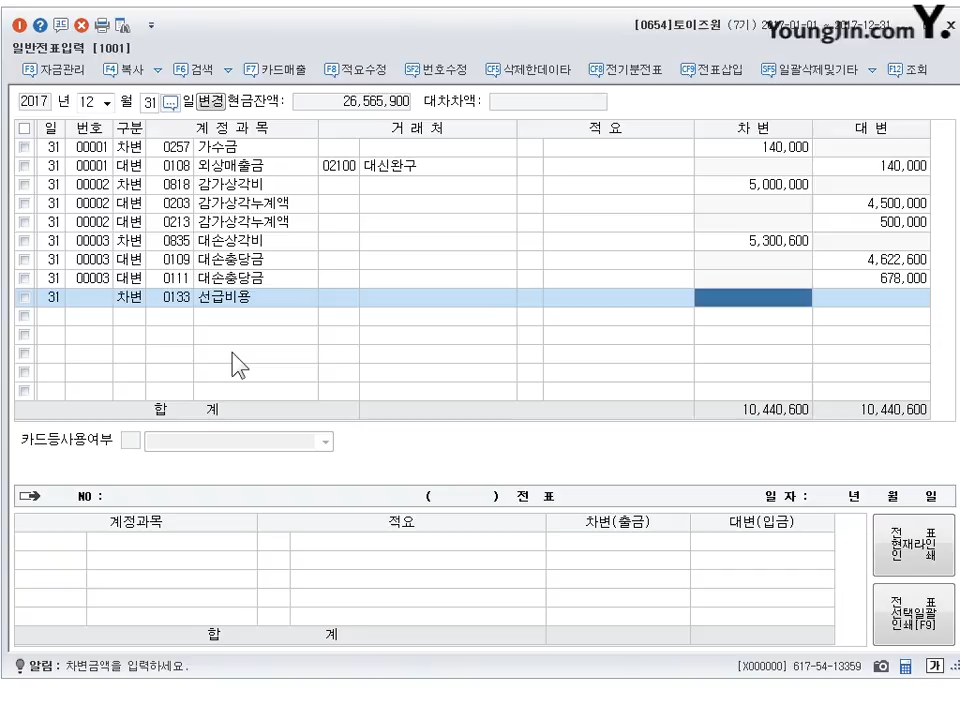 [0654]토이즈원 (7기) 2017-01-01 ~ 2017-12-31
YoungJin.com Y.
일반전표입력 [1001]
F3 자금관리 F4 복사 F6 검색 F7 카드매출 F8 적요수정 SF2 번호수정 CF5 삭제한데이타 CF8 전기분전표 CF9 전표삽입 SF5 일괄삭제및기타 F12 조회
2017 년 12 월 31 일 변경 현금잔액: 26,565,900 대차차액:
일 번호 구분 계 정 과 목 거 래 처 적 요 차 변 대 변
31 00001 차변 0257 가수금 140,000
31 00001 대변 0108 외상매출금 02100 대신완구 140,000
31 00002 차변 0818 감가상각비 5,000,000
31 00002 대변 0203 감가상각누계액 4,500,000
31 00002 대변 0213 감가상각누계액 500,000
31 00003 차변 0835 대손상각비 5,300,600
31 00003 대변 0109 대손충당금 4,622,600
31 00003 대변 0111 대손충당금 678,000
31 차변 0133 선급비용
합 계 10,440,600 10,440,600
카드등사용여부
NO : ( ) 전 표 일 자 : 년 월 일
계정과목 적요 차변(출금) 대변(입금)
합 계
전 표
현재라인
인 쇄
전 표
선택일괄
인쇄[F9]
알림 : 차변금액을 입력하세요.
[X000000] 617-54-13359 가